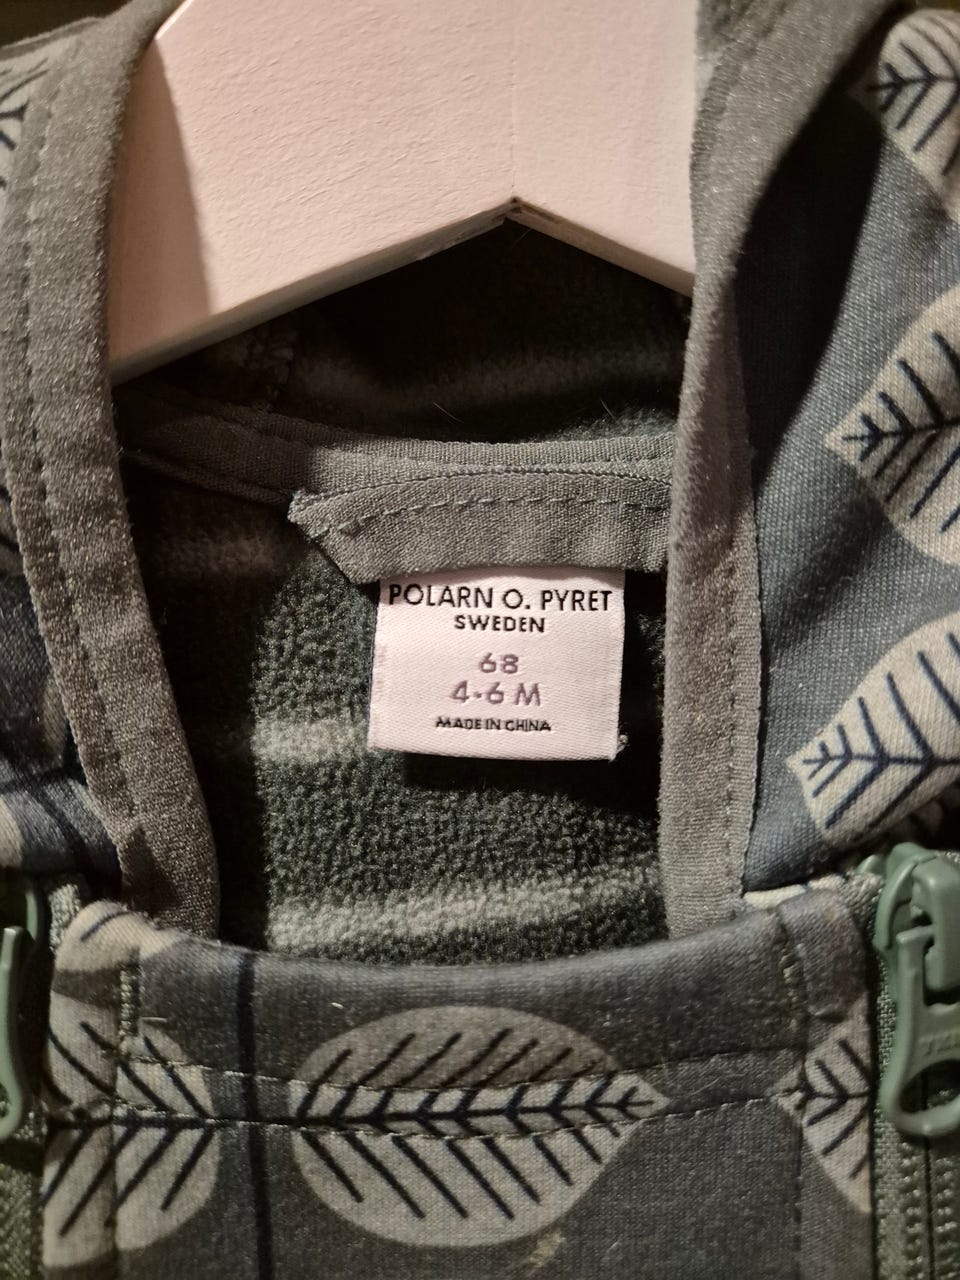 POLARN O. PYRET
SWEDEN
68
4-6 M
MADE IN CHINA